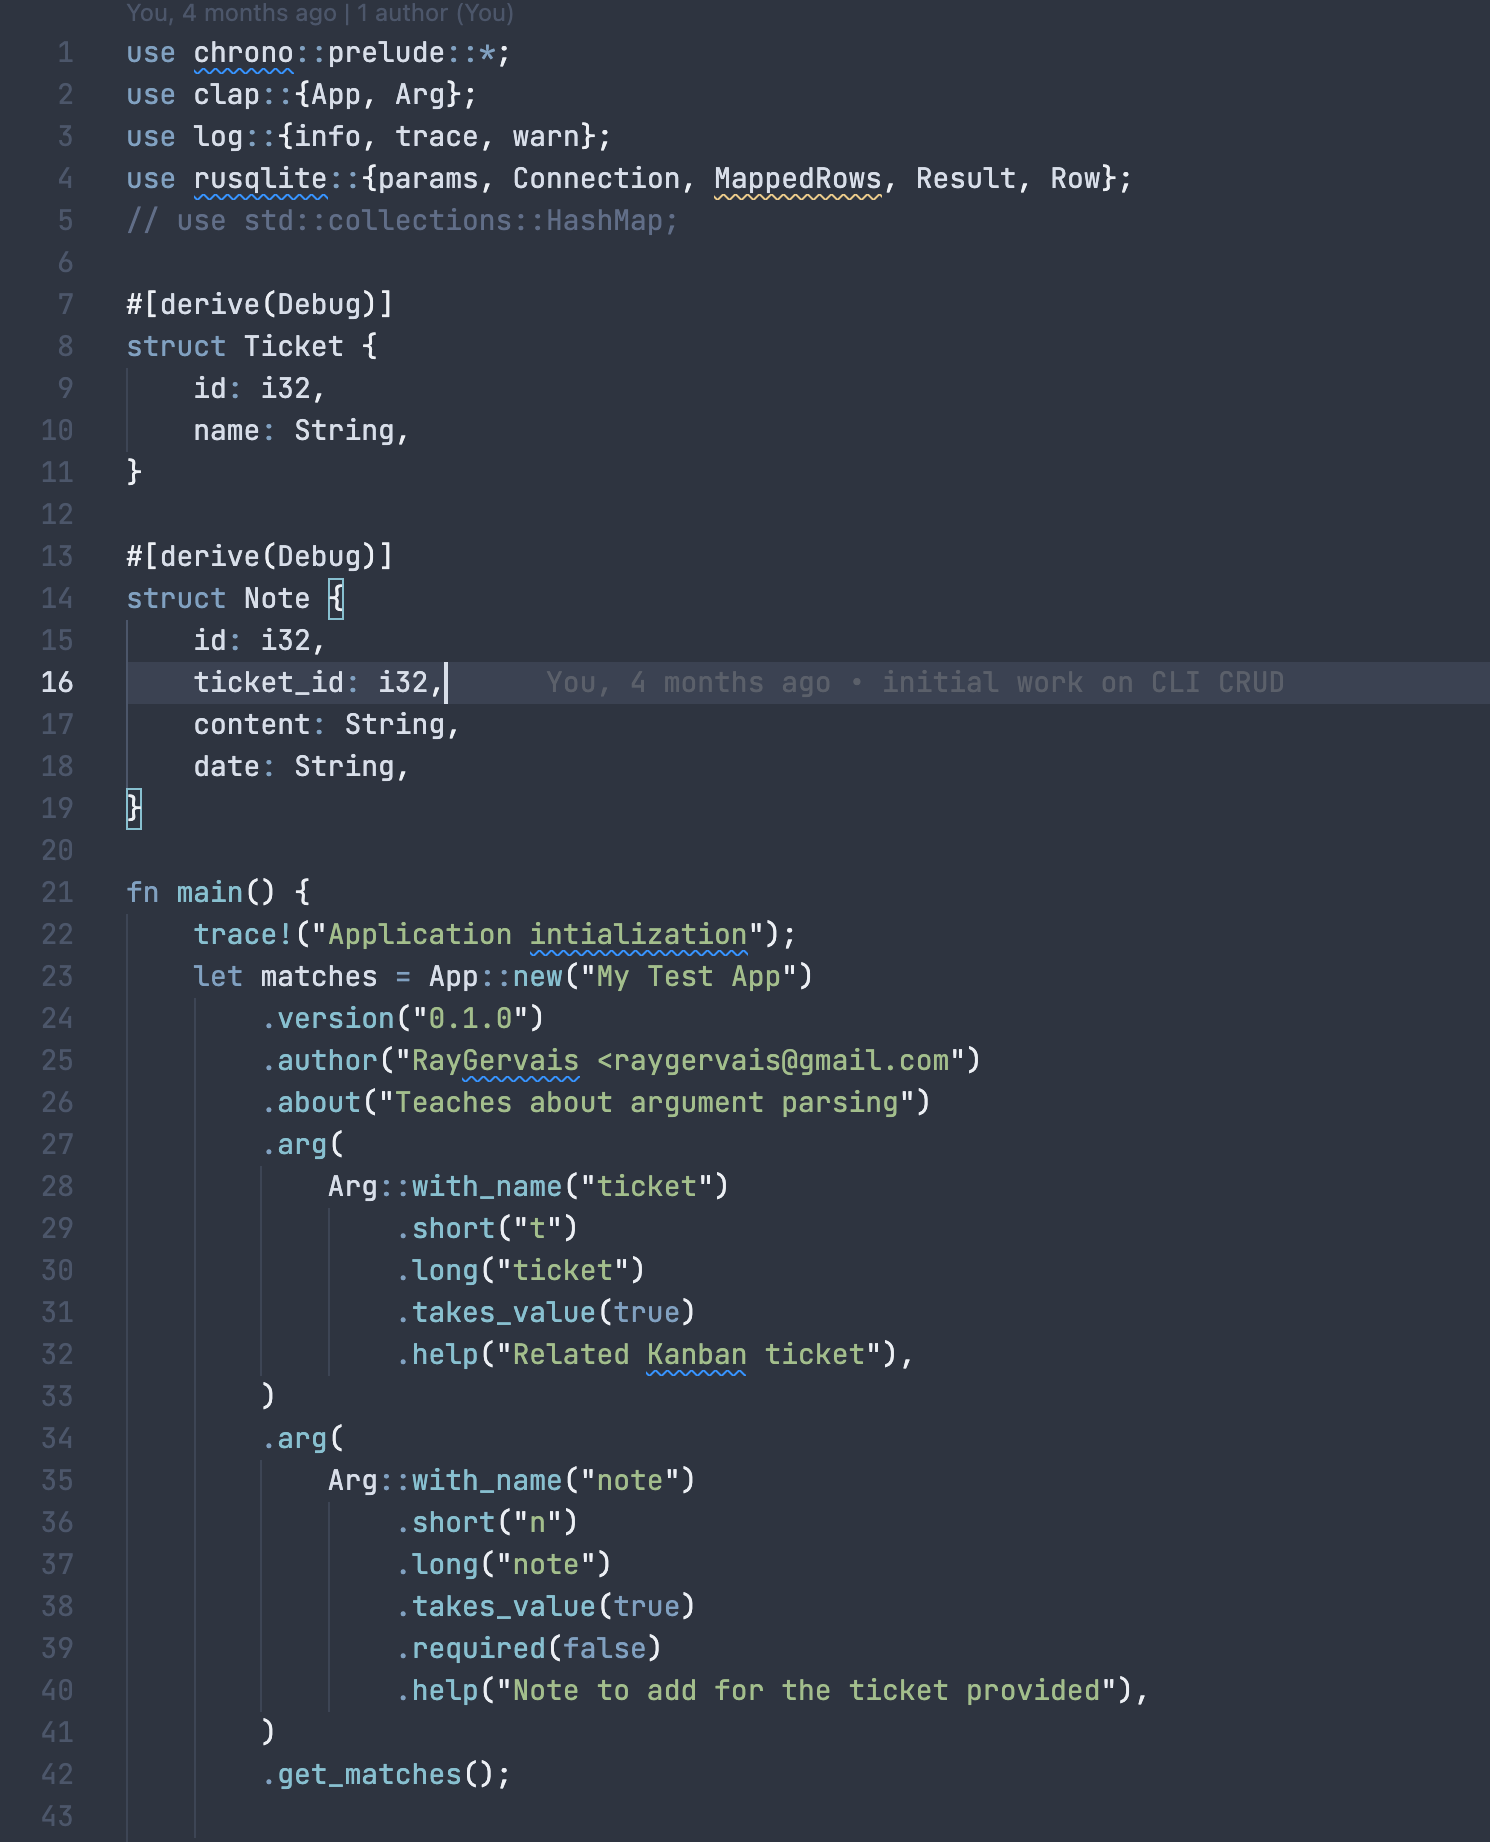 You, 4 months ago | 1 author (You)
1 use chrono::prelude::*;
2 use clap::{App, Arg};
3 use log::{info, trace, warn};
4 use rusqlite::{params, Connection, MappedRows, Result, Row};
5 // use std::collections::HashMap;
6
7 #[derive(Debug)]
8 struct Ticket {
9     id: i32,
10     name: String,
11 }
12
13 #[derive(Debug)]
14 struct Note {
15     id: i32,
16     ticket_id: i32, You, 4 months ago • initial work on CLI CRUD
17     content: String,
18     date: String,
19 }
20
21 fn main() {
22     trace!("Application intialization");
23     let matches = App::new("My Test App")
24         .version("0.1.0")
25         .author("RayGervais <raygervais@gmail.com")
26         .about("Teaches about argument parsing")
27         .arg(
28             Arg::with_name("ticket")
29                 .short("t")
30                 .long("ticket")
31                 .takes_value(true)
32                 .help("Related Kanban ticket"),
33         )
34         .arg(
35             Arg::with_name("note")
36                 .short("n")
37                 .long("note")
38                 .takes_value(true)
39                 .required(false)
40                 .help("Note to add for the ticket provided"),
41         )
42         .get_matches();
43